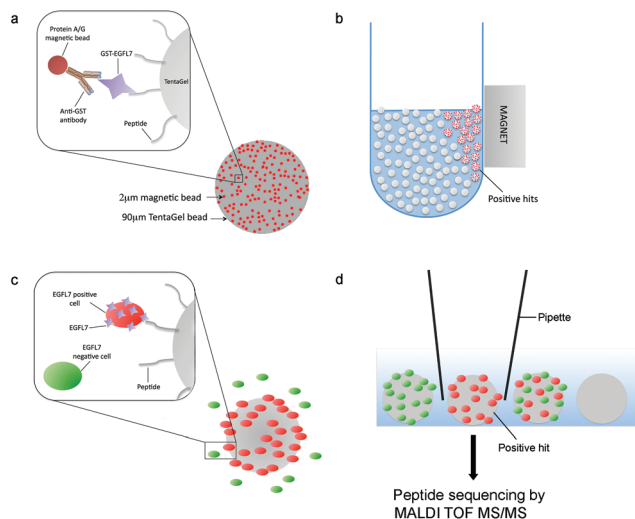 a
Protein A/G
magnetic bead
GST-EGFL7
TentaGel
Anti-GST
antibody
Peptide
2μm magnetic bead
90μm TentaGel bead
b
MAGNET
Positive hits
c
EGFL7 positive
cell
EGFL7
EGFL7
negative cell
Peptide
d
Pipette
Positive hit
Peptide sequencing by
MALDI TOF MS/MS